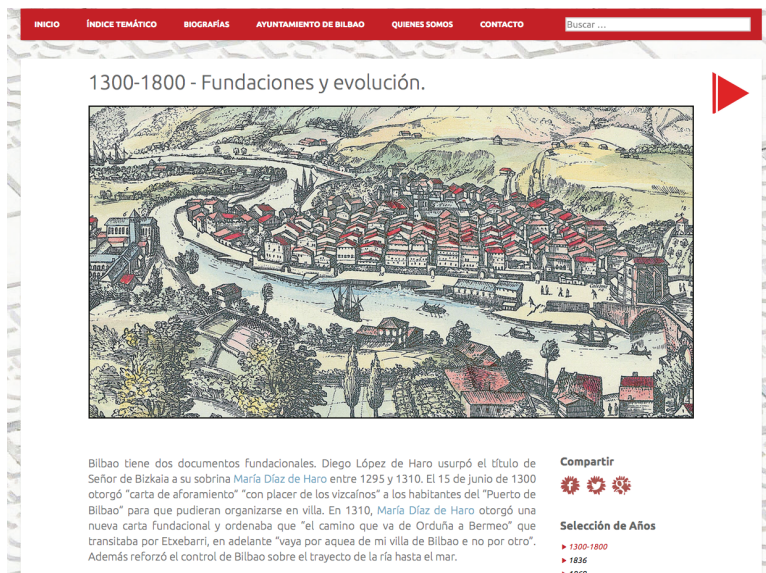 INICIO ÍNDICE TEMÁTICO BIOGRAFÍAS AYUNTAMIENTO DE BILBAO QUIENES SOMOS CONTACTO Buscar ...
1300-1800 - Fundaciones y evolución.
Bilbao tiene dos documentos fundacionales. Diego López de Haro usurpó el título de
Señor de Bizkaia a su sobrina María Díaz de Haro entre 1295 y 1310. El 15 de junio de 1300
otorgó “carta de aforamiento” “con placer de los vizcaínos” a los habitantes del “Puerto de
Bilbao” para que pudieran organizarse en villa. En 1310, María Díaz de Haro otorgó una
nueva carta fundacional y ordenaba que “el camino que va de Orduña a Bermeo” que
transitaba por Etxebarri, en adelante “vaya por aquea de mi villa de Bilbao e no por otro”.
Además reforzó el control de Bilbao sobre el trayecto de la ría hasta el mar.
Compartir
Selección de Años
1300-1800
1836